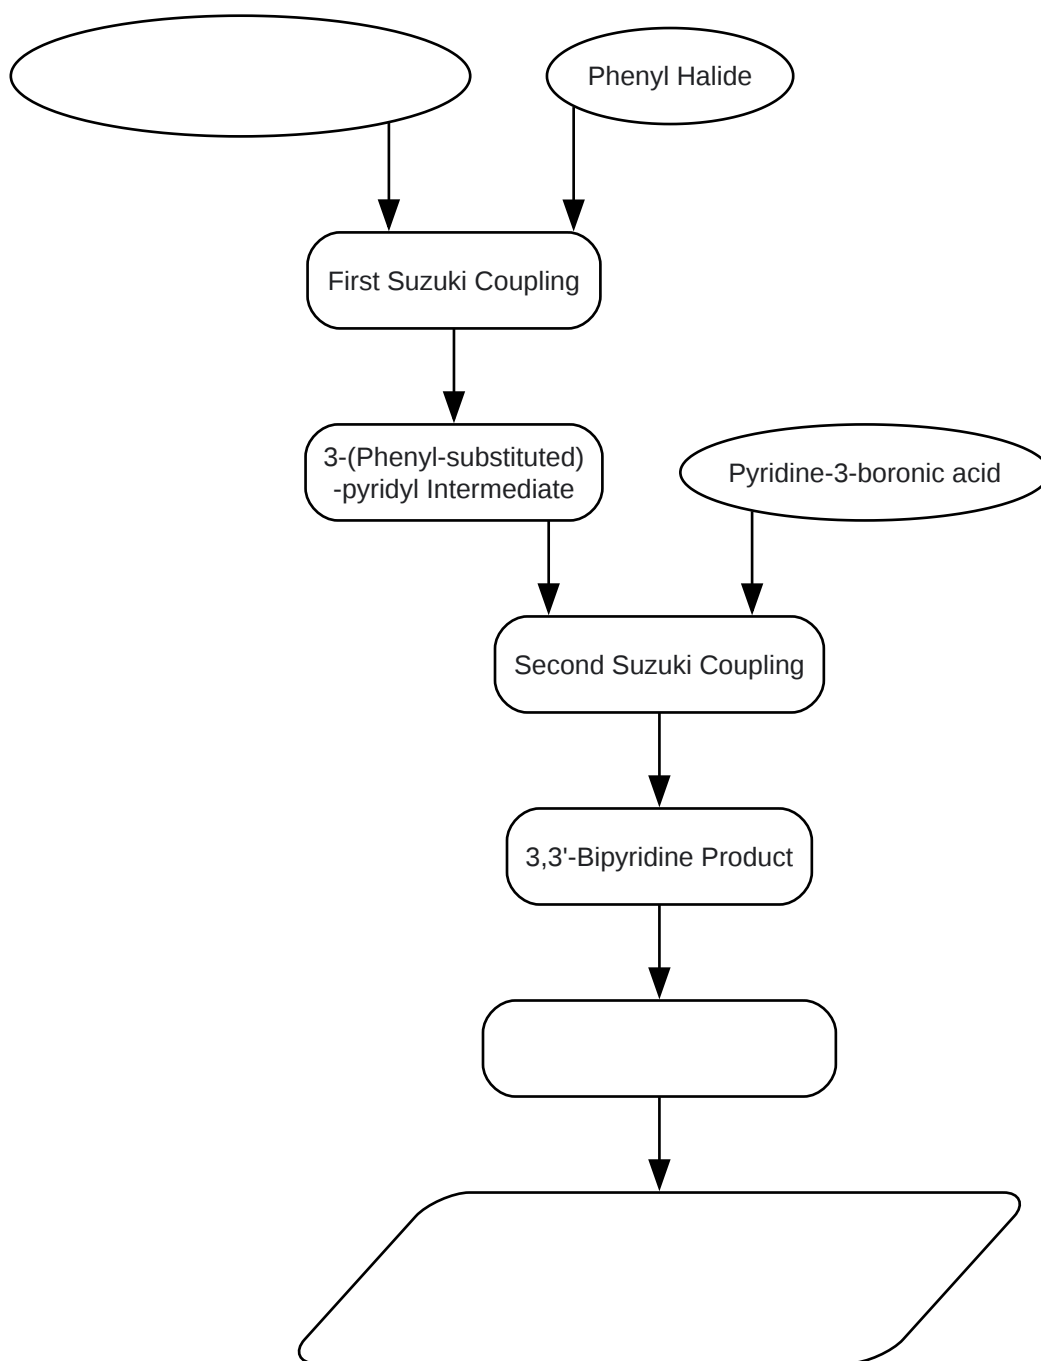 Phenyl Halide
First Suzuki Coupling
3-(Phenyl-substituted)
-pyridyl Intermediate
Pyridine-3-boronic acid
Second Suzuki Coupling
3,3'-Bipyridine Product